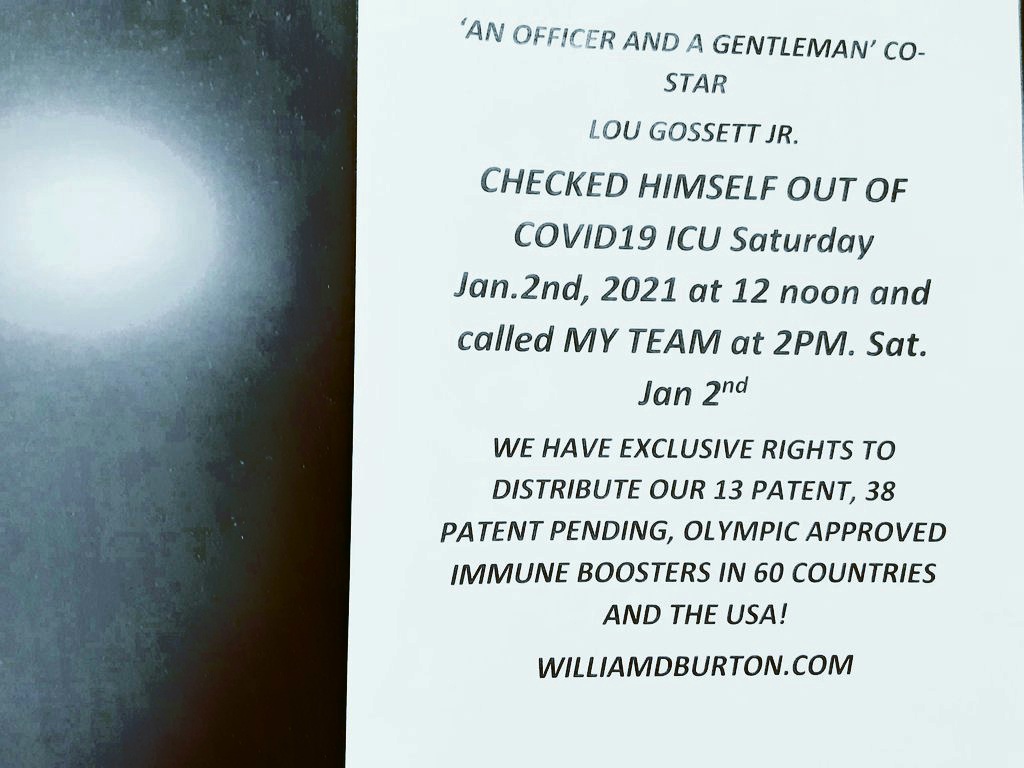 ‘AN OFFICER AND A GENTLEMAN’ CO-
STAR
LOU GOSSETT JR.
CHECKED HIMSELF OUT OF
COVID19 ICU Saturday
Jan.2nd, 2021 at 12 noon and
called MY TEAM at 2PM. Sat.
Jan 2nd
WE HAVE EXCLUSIVE RIGHTS TO
DISTRIBUTE OUR 13 PATENT, 38
PATENT PENDING, OLYMPIC APPROVED
IMMUNE BOOSTERS IN 60 COUNTRIES
AND THE USA!
WILLIAMDBURTON.COM